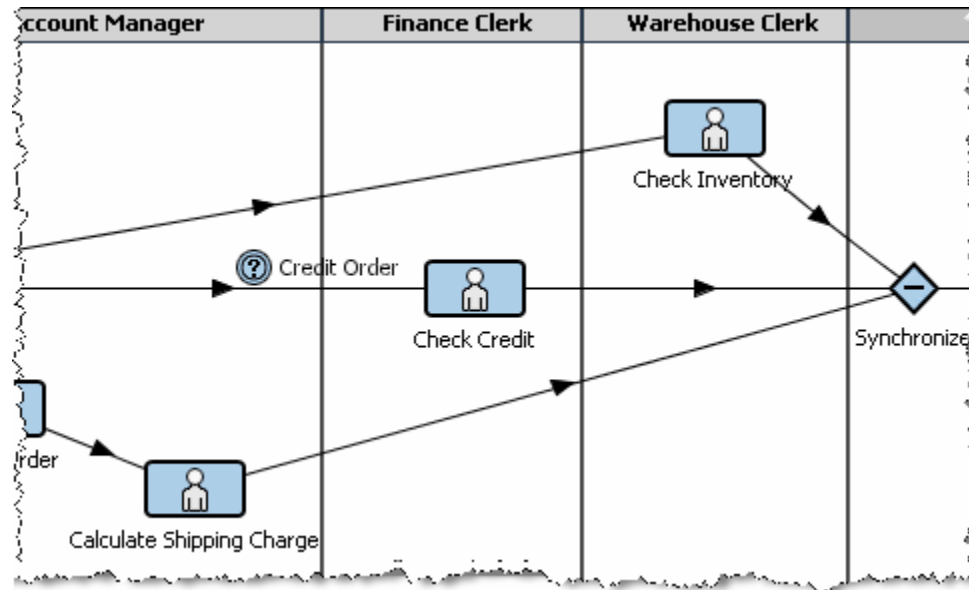 ccount Manager
Finance Clerk
Warehouse Clerk
Check Inventory
? Credit Order
Check Credit
Synchronize
rder
Calculate Shipping Charge